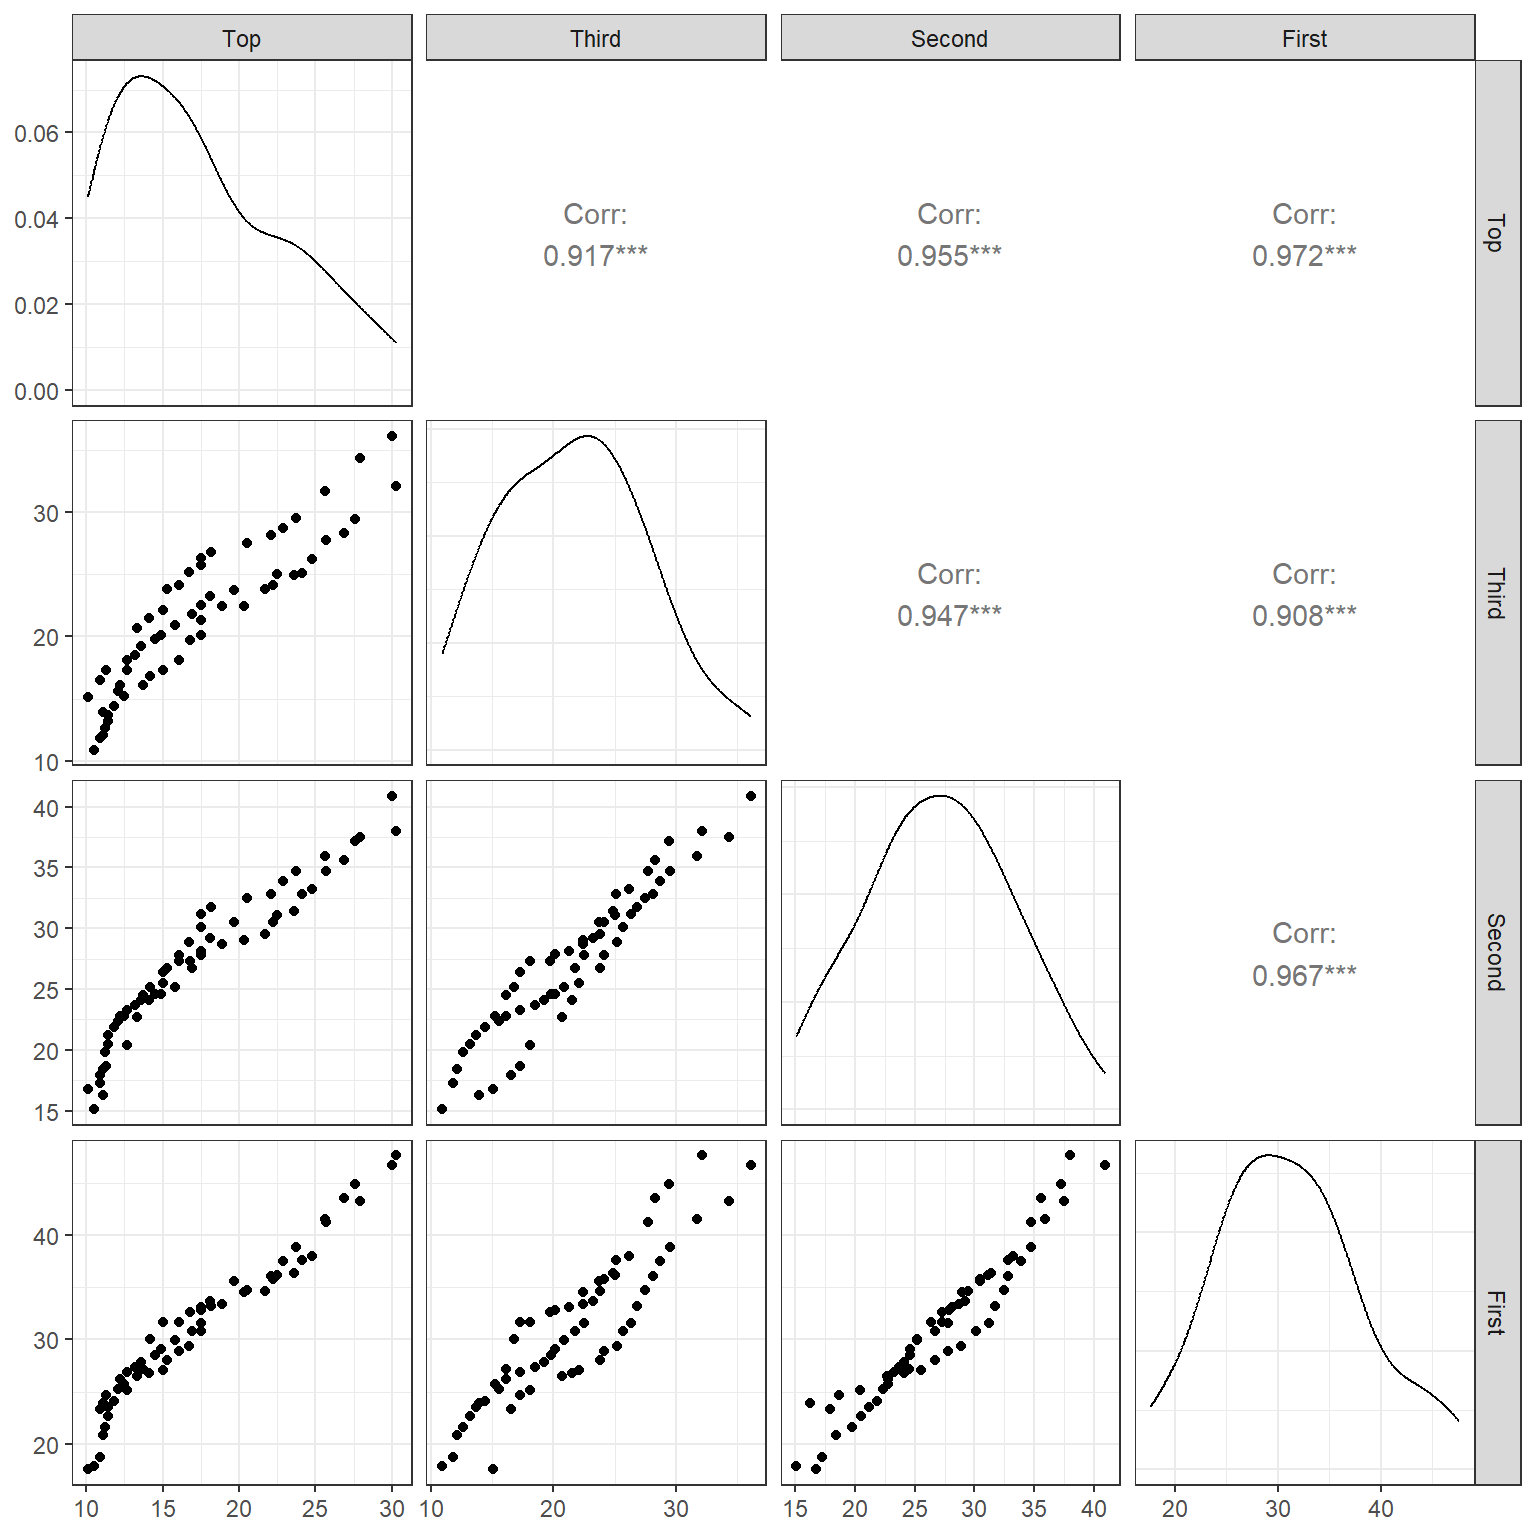 Top Third Second First
0.06
0.04
0.02
0.00
Corr:
0.917***
Corr:
0.955***
Corr:
0.972***
Top
30
20
10
Corr:
0.947***
Corr:
0.908***
Third
40
35
30
25
20
15
Corr:
0.967***
Second
40
30
20
First
10 15 20 25 30
10 20 30
15 20 25 30 35 40
20 30 40